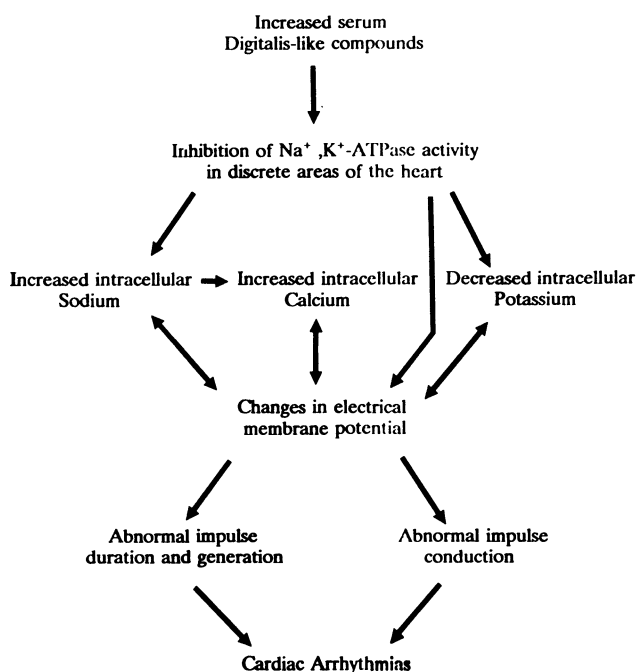 Increased serum
Digitalis-like compounds
Inhibition of Na⁺ ,K⁺-ATPase activity
in discrete areas of the heart
Increased intracellular
Sodium
Increased intracellular
Calcium
Decreased intracellular
Potassium
Changes in electrical
membrane potential
Abnormal impulse
duration and generation
Abnormal impulse
conduction
Cardiac Arrhythmins